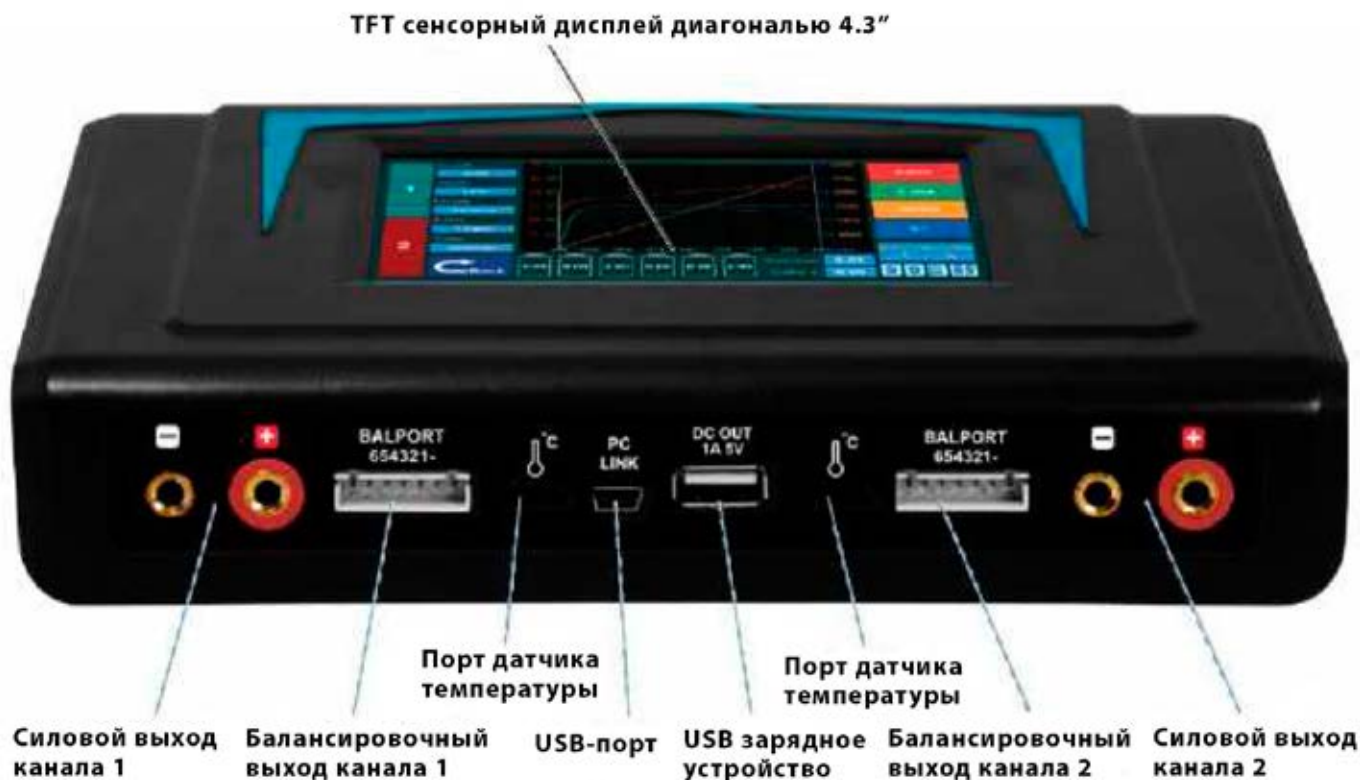 TFT сенсорный дисплей диагональю 4.3″
1
2
BALPORT
654321-
°C
PC
LINK
DC OUT
1A 5V
°C
BALPORT
654321-
Порт датчика
температуры
Порт датчика
температуры
Силовой выход
канала 1
Балансировочный
выход канала 1
USB-порт
USB зарядное
устройство
Балансировочный
выход канала 2
Силовой выход
канала 2